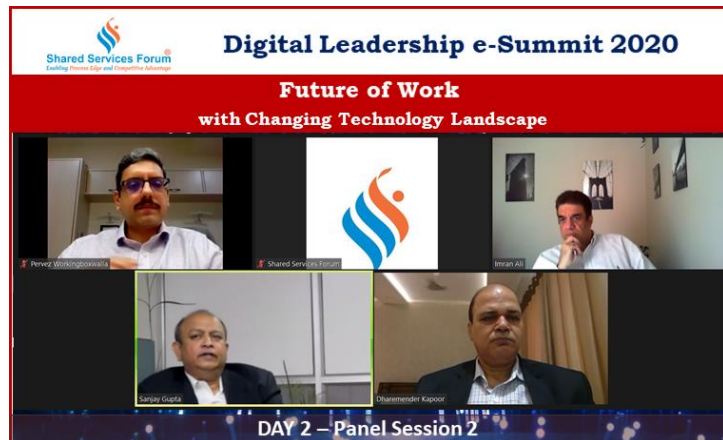 Shared Services Forum®
Enabling Process Edge and Competitive Advantage
Digital Leadership e-Summit 2020
Future of Work
with Changing Technology Landscape
Pervez Workingboxwalla
Shared Services Forum
Imran Ali
Sanjay Gupta
Dharemender Kapoor
DAY 2 – Panel Session 2